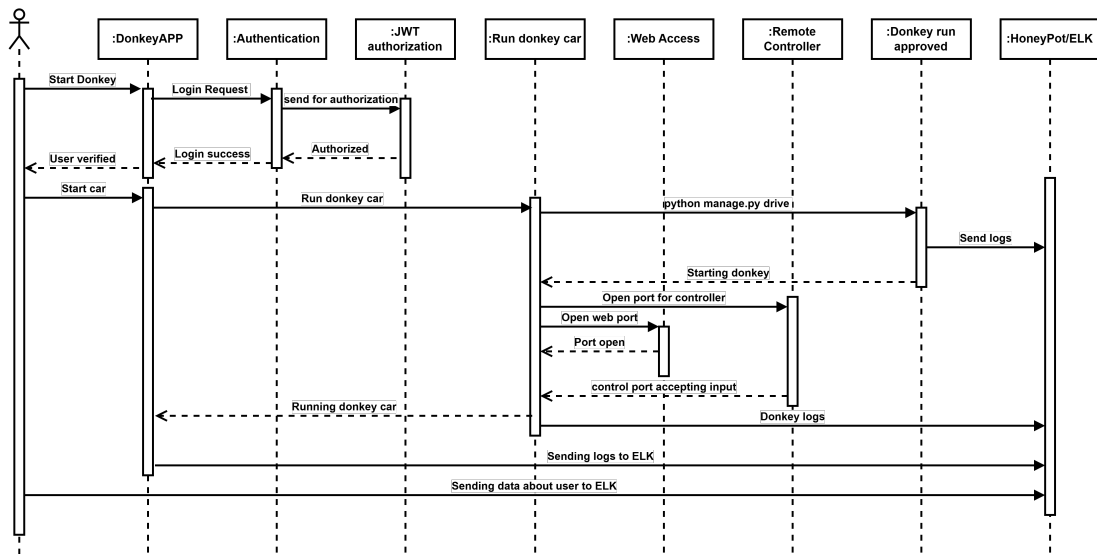 :DonkeyAPP
:Authentication
:JWT
authorization
:Run donkey car
:Web Access
:Remote
Controller
:Donkey run
approved
:HoneyPot/ELK
Start Donkey
Login Request
send for authorization
Authorized
Login success
User verified
Start car
Run donkey car
python manage.py drive
Send logs
Starting donkey
Open port for controller
Open web port
Port open
control port accepting input
Running donkey car
Donkey logs
Sending logs to ELK
Sending data about user to ELK